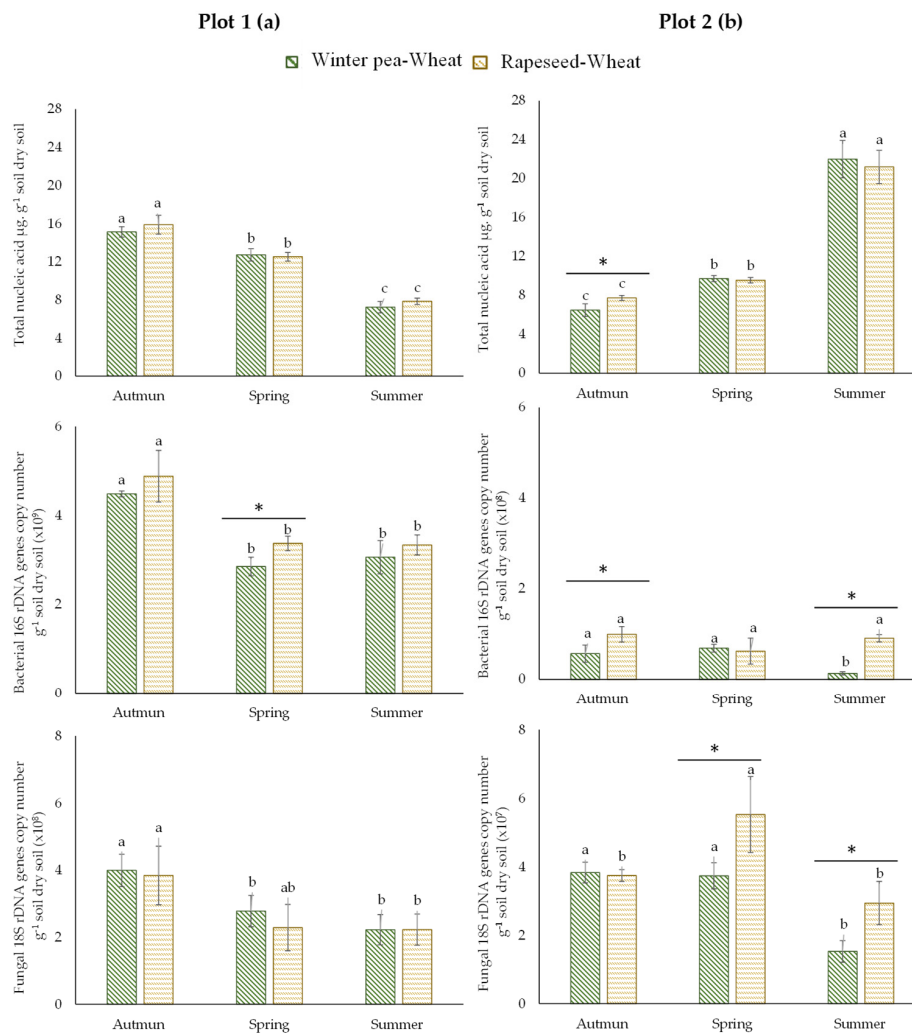 Plot 1 (a)
Plot 2 (b)
Winter pea-Wheat
Rapeseed-Wheat
Total nucleic acid µg. g⁻¹ soil dry soil
28
24
20
16
12
8
4
0
a
a
b
b
c
c
Autmun
Spring
Summer
Total nucleic acid µg. g⁻¹ soil dry soil
28
24
20
16
12
8
4
0
*
c
c
b
b
a
a
Autmun
Spring
Summer
Bacterial 16S rDNA genes copy number
g⁻¹ soil dry soil (x10⁹)
6
4
2
0
a
a
*
b
b
b
b
Autmun
Spring
Summer
Bacterial 16S rDNA genes copy number
g⁻¹ soil dry soil (x10⁸)
6
4
2
0
*
a
a
a
a
*
b
a
Autmun
Spring
Summer
Fungal 18S rDNA genes copy number
g⁻¹ soil dry soil (x10⁸)
8
6
4
2
0
a
a
b
ab
b
b
Autmun
Spring
Summer
Fungal 18S rDNA genes copy number
g⁻¹ soil dry soil (x10⁷)
8
6
4
2
0
a
b
*
a
a
*
b
b
Autmun
Spring
Summer